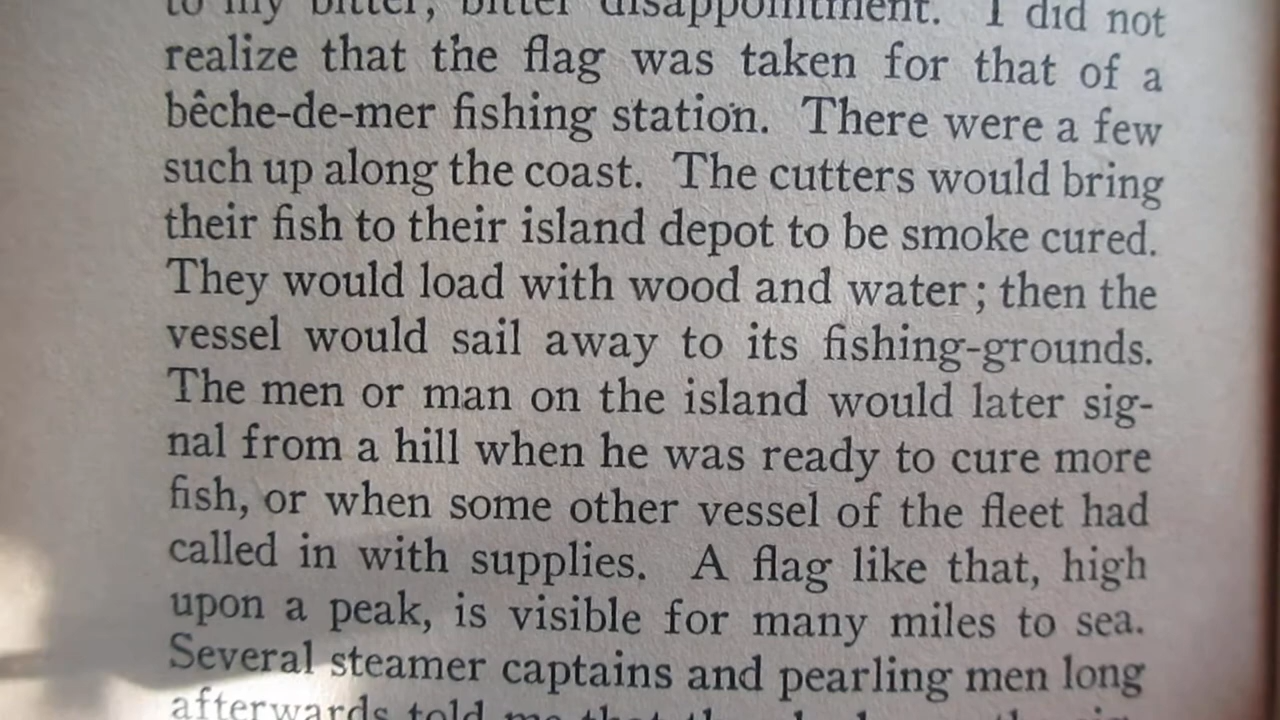 to my bitter, bitter disappointment. I did not
realize that the flag was taken for that of a
bêche-de-mer fishing station. There were a few
such up along the coast. The cutters would bring
their fish to their island depot to be smoke cured.
They would load with wood and water; then the
vessel would sail away to its fishing-grounds.
The men or man on the island would later sig-
nal from a hill when he was ready to cure more
fish, or when some other vessel of the fleet had
called in with supplies. A flag like that, high
upon a peak, is visible for many miles to sea.
Several steamer captains and pearling men long
afterwards told me that